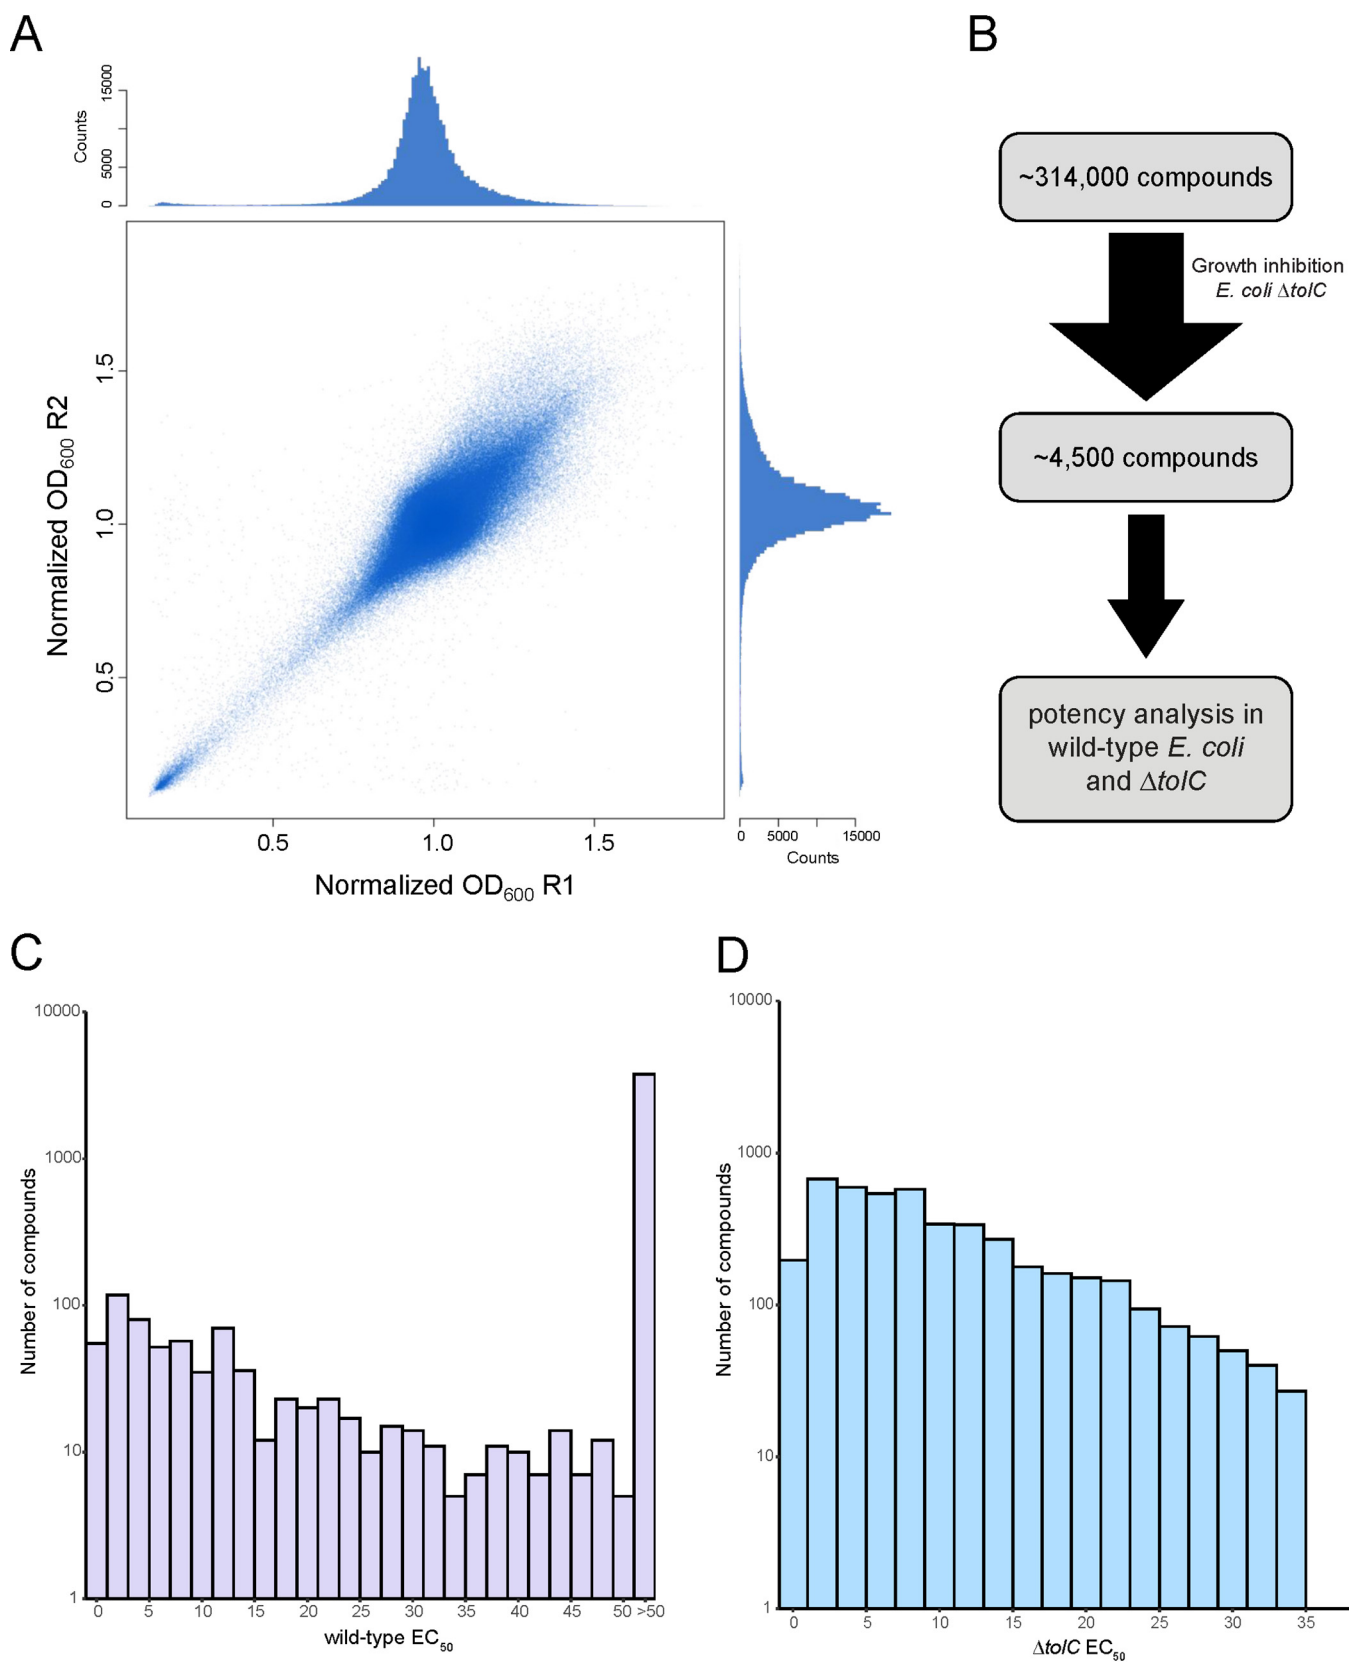 A
B
15000
5000
0
Counts
1.5
1.0
0.5
Normalized OD600 R2
0.5
1.0
1.5
Normalized OD600 R1
0
5000
15000
Counts
~314,000 compounds
Growth inhibition
E. coli ΔtolC
~4,500 compounds
potency analysis in
wild-type E. coli
and ΔtolC
C
10000
1000
100
10
1
Number of compounds
0 5 10 15 20 25 30 35 40 45 50 >50
wild-type EC50
D
10000
1000
100
10
1
Number of compounds
0 5 10 15 20 25 30 35
ΔtolC EC50